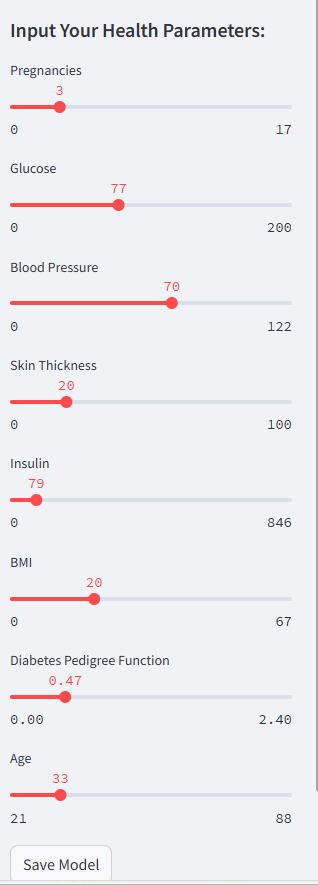 Input Your Health Parameters:
Pregnancies
3
0 17
Glucose
77
0 200
Blood Pressure
70
0 122
Skin Thickness
20
0 100
Insulin
79
0 846
BMI
20
0 67
Diabetes Pedigree Function
0.47
0.00 2.40
Age
33
21 88
Save Model